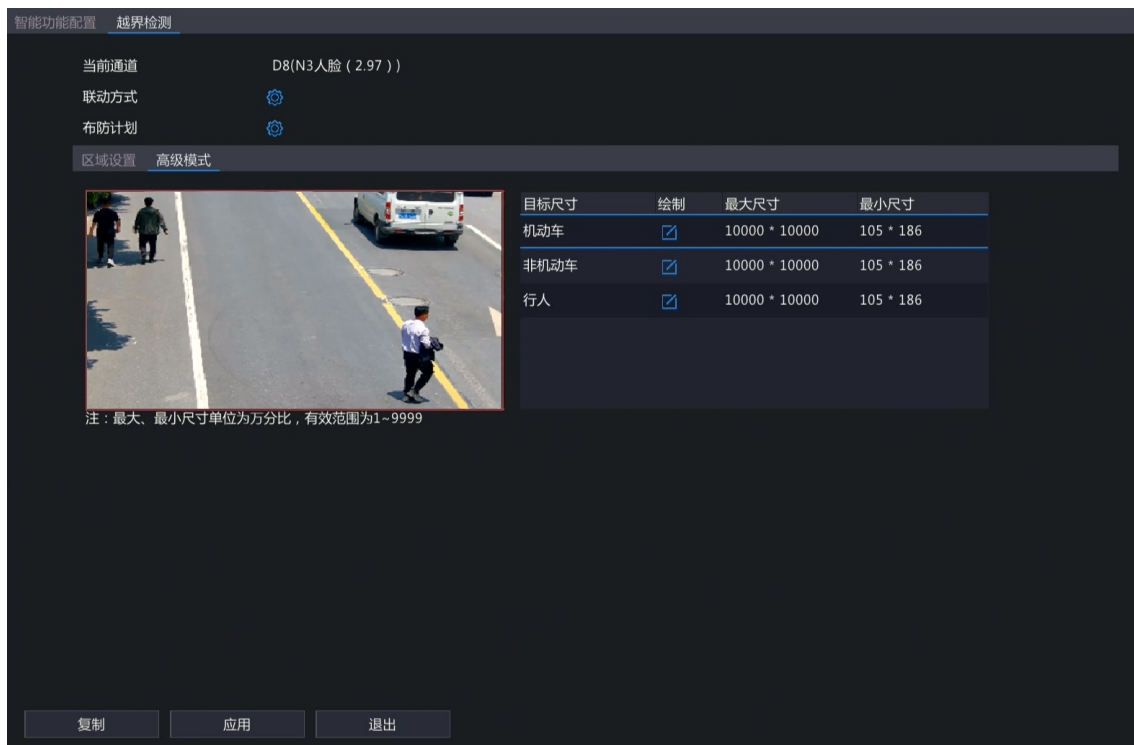 智能功能配置 越界检测
当前通道 D8(N3人脸（2.97）)
联动方式
布防计划
区域设置 高级模式
目标尺寸 绘制 最大尺寸 最小尺寸
机动车 10000 * 10000 105 * 186
非机动车 10000 * 10000 105 * 186
行人 10000 * 10000 105 * 186
注：最大、最小尺寸单位为万分比，有效范围为1~9999
复制 应用 退出